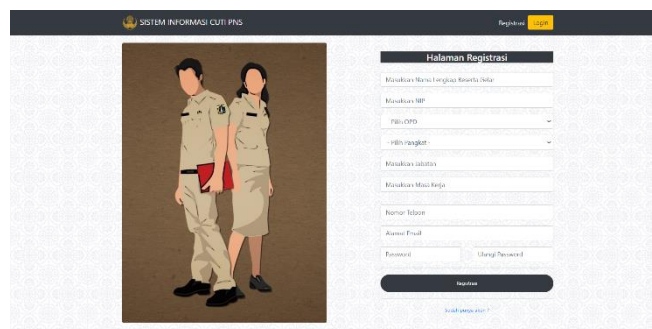 SISTEM INFORMASI CUTI PNS
Registrasi Login
Halaman Registrasi
Masukkan Nama Lengkap Beserta Gelar
Masukkan NIP
- Pilih OPD -
- Pilih Pangkat -
Masukkan Jabatan
Masukkan Masa Kerja
Nomor Telpon
Alamat Email
Password Ulangi Password
Registrasi